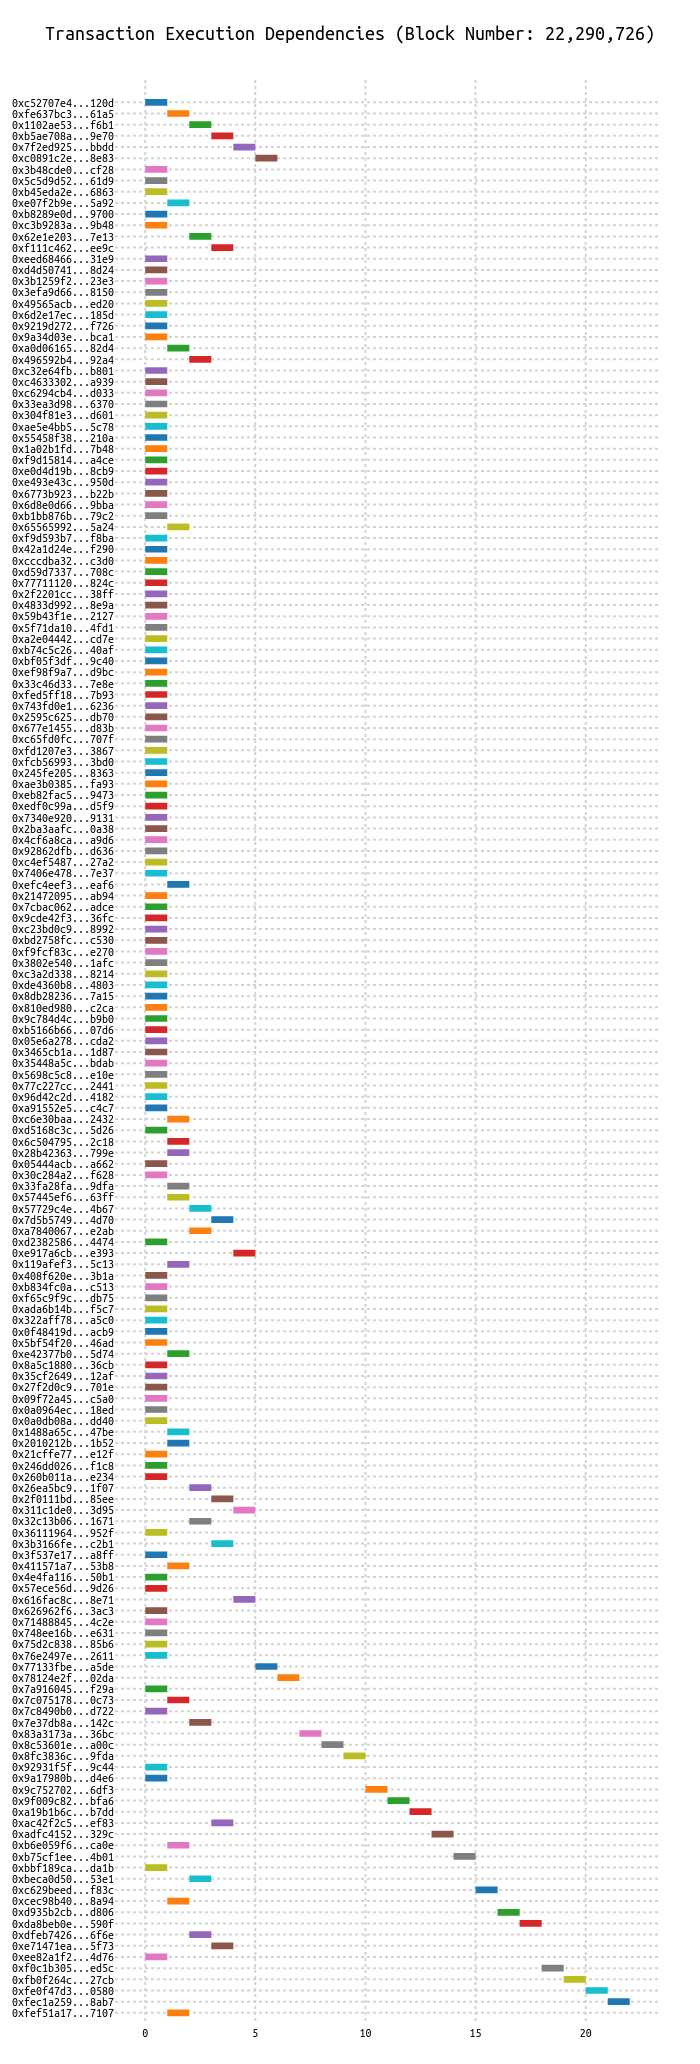 Transaction Execution Dependencies (Block Number: 22,290,726)
0xc52707e4...120d
0xfe637bc3...61a5
0x1102ae53...f6b1
0xb5ae708a...9e70
0x7f2ed925...bbdd
0xc0891c2e...8e83
0x3b48cde0...cf28
0x5c5d9d52...61d9
0xb45eda2e...6863
0xe07f2b9e...5a92
0xb8289e0d...9700
0xc3b9283a...9b48
0x62e1e203...7e13
0xf111c462...ee9c
0xeed68466...31e9
0xd4d50741...8d24
0x3b1259f2...23e3
0x3efa9d66...8150
0x49565acb...ed20
0x6d2e17ec...185d
0x9219d272...f726
0x9a34d03e...bca1
0xa0d06165...82d4
0x496592b4...92a4
0xc32e64fb...b801
0xc4633302...a939
0xc6294cb4...d033
0x33ea3d98...6370
0x304f81e3...d601
0xae5e4bb5...5c78
0x55458f38...210a
0x1a02b1fd...7b48
0xf9d15814...a4ce
0xe0d4d19b...8cb9
0xe493e43c...950d
0x6773b923...b22b
0x6d8e0d66...9bba
0xb1bb876b...79c2
0x65565992...5a24
0xf9d593b7...f8ba
0x42a1d24e...f290
0xcccdba32...c3d0
0xd59d7337...708c
0x77711120...824c
0x2f2201cc...38ff
0x4833d992...8e9a
0x59b43f1e...2127
0x5f71da10...4fd1
0xa2e04442...cd7e
0xb74c5c26...40af
0xbf05f3df...9c40
0xef98f9a7...d9bc
0x33c46d33...7e8e
0xfed5ff18...7b93
0x743fd0e1...6236
0x2595c625...db70
0x677e1455...d83b
0xc65fd0fc...707f
0xfd1207e3...3867
0xfcb56993...3bd0
0x245fe205...8363
0xae3b0385...fa93
0xeb82fac5...9473
0xedf0c99a...d5f9
0x7340e920...9131
0x2ba3aafc...0a38
0x4cf6a8ca...a9d6
0x92862dfb...d636
0xc4ef5487...27a2
0x7406e478...7e37
0xefc4eef3...eaf6
0x21472095...ab94
0x7cbac062...adce
0x9cde42f3...36fc
0xc23bd0c9...8992
0xbd2758fc...c530
0xf9fcf83c...e270
0x3802e540...1afc
0xc3a2d338...8214
0xde4360b8...4803
0x8db28236...7a15
0x810ed980...c2ca
0x9c784d4c...b9b0
0xb5166b66...07d6
0x05e6a278...cda2
0x3465cb1a...1d87
0x35448a5c...bdab
0x5698c5c8...e10e
0x77c227cc...2441
0x96d42c2d...4182
0xa91552e5...c4c7
0xc6e30baa...2432
0xd5168c3c...5d26
0x6c504795...2c18
0x28b42363...799e
0x05444acb...a662
0x30c284a2...f628
0x33fa28fa...9dfa
0x57445ef6...63ff
0x57729c4e...4b67
0x7d5b5749...4d70
0xa7840067...e2ab
0xd2382586...4474
0xe917a6cb...e393
0x119afef3...5c13
0x408f620e...3b1a
0xb834fc0a...c513
0xf65c9f9c...db75
0xada6b14b...f5c7
0x322aff78...a5c0
0x0f48419d...acb9
0x5bf54f20...46ad
0xe42377b0...5d74
0x8a5c1880...36cb
0x35cf2649...12af
0x27f2d0c9...701e
0x09f72a45...c5a0
0x0a0964ec...18ed
0x0a0db08a...dd40
0x1488a65c...47be
0x2010212b...1b52
0x21cffe77...e12f
0x246dd026...f1c8
0x260b011a...e234
0x26ea5bc9...1f07
0x2f0111bd...85ee
0x311c1de0...3d95
0x32c13b06...1671
0x36111964...952f
0x3b3166fe...c2b1
0x3f537e17...a8ff
0x411571a7...53b8
0x4e4fa116...50b1
0x57ece56d...9d26
0x616fac8c...8e71
0x626962f6...3ac3
0x71488845...4c2e
0x748ee16b...e631
0x75d2c838...85b6
0x76e2497e...2611
0x77133fbe...a5de
0x78124e2f...02da
0x7a916045...f29a
0x7c075178...0c73
0x7c8490b0...d722
0x7e37db8a...142c
0x83a3173a...36bc
0x8c53601e...a00c
0x8fc3836c...9fda
0x92931f5f...9c44
0x9a17980b...d4e6
0x9c752702...6df3
0x9f009c82...bfa6
0xa19b1b6c...b7dd
0xac42f2c5...ef83
0xadfc4152...329c
0xb6e059f6...ca0e
0xb75cf1ee...4b01
0xbbf189ca...da1b
0xbeca0d50...53e1
0xc629beed...f83c
0xcec98b40...8a94
0xd935b2cb...d806
0xda8beb0e...590f
0xdfeb7426...6f6e
0xe71471ea...5f73
0xee82a1f2...4d76
0xf0c1b305...ed5c
0xfb0f264c...27cb
0xfe0f47d3...0580
0xfec1a259...8ab7
0xfef51a17...7107
0 5 10 15 20